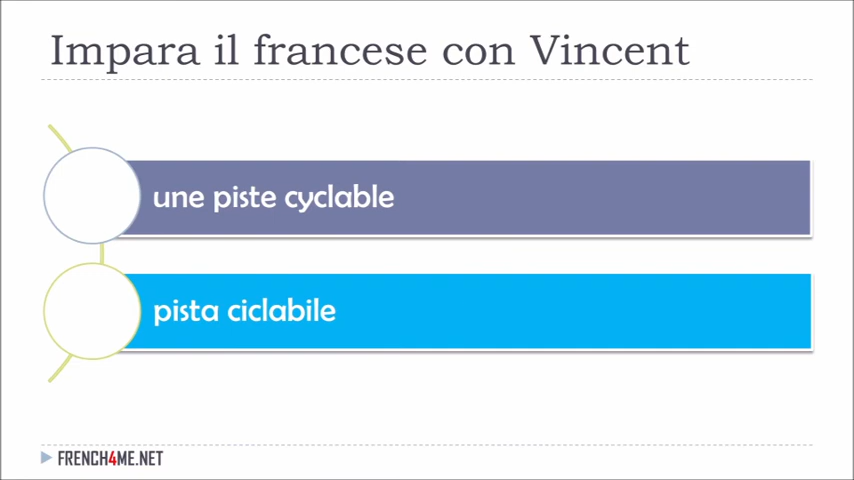 Impara il francese con Vincent
une piste cyclable
pista ciclabile
FRENCH4ME.NET